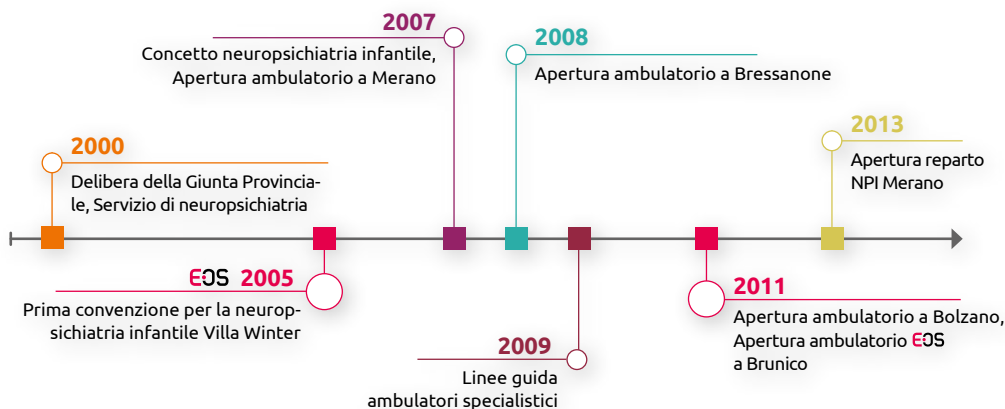 2000
Delibera della Giunta Provincia-
le, Servizio di neuropsichiatria
EOS 2005
Prima convenzione per la neurop-
sichiatria infantile Villa Winter
2007
Concetto neuropsichiatria infantile,
Apertura ambulatorio a Merano
2008
Apertura ambulatorio a Bressanone
2009
Linee guida
ambulatori specialistici
2011
Apertura ambulatorio a Bolzano,
Apertura ambulatorio EOS
a Brunico
2013
Apertura reparto
NPI Merano